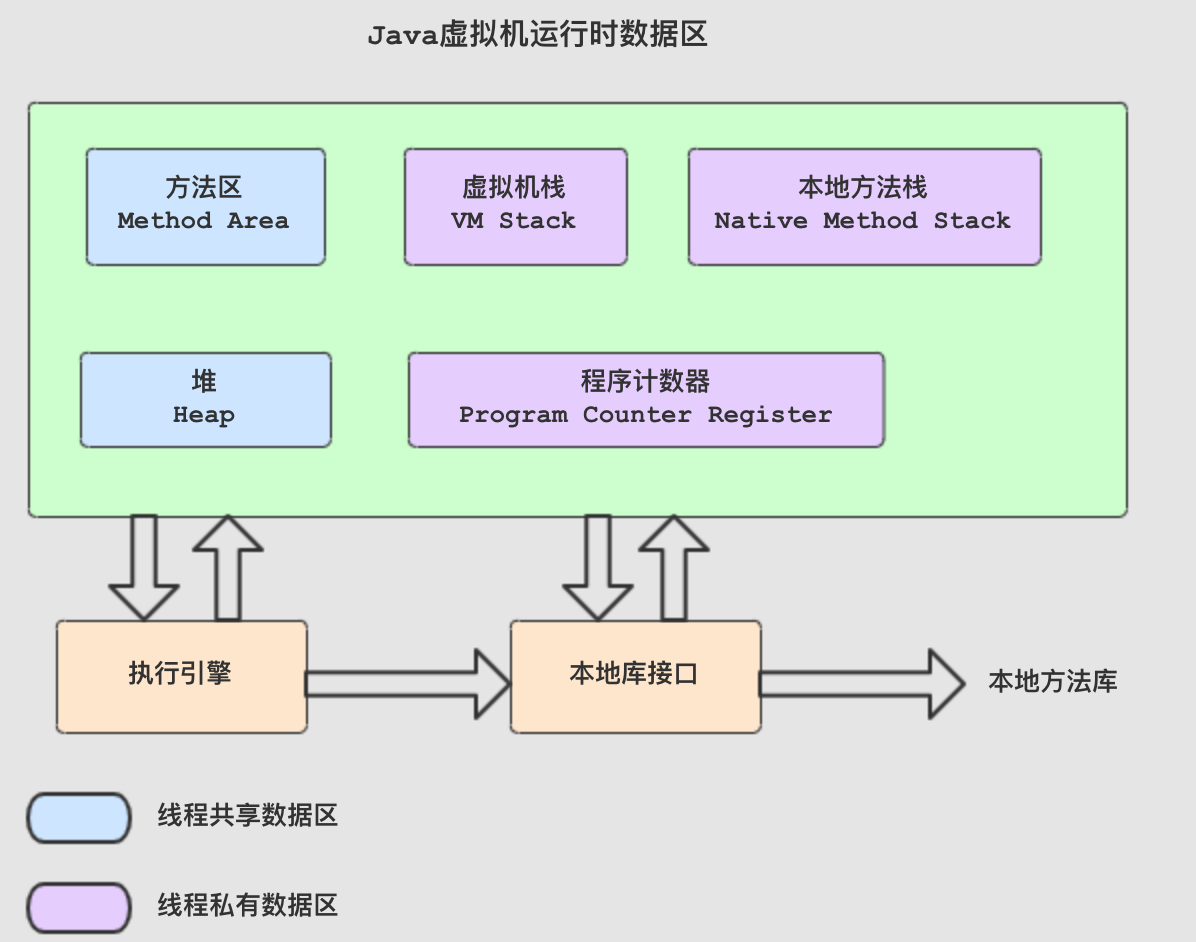 Java虚拟机运行时数据区
方法区
Method Area
虚拟机栈
VM Stack
本地方法栈
Native Method Stack
堆
Heap
程序计数器
Program Counter Register
执行引擎
本地库接口
本地方法库
线程共享数据区
线程私有数据区